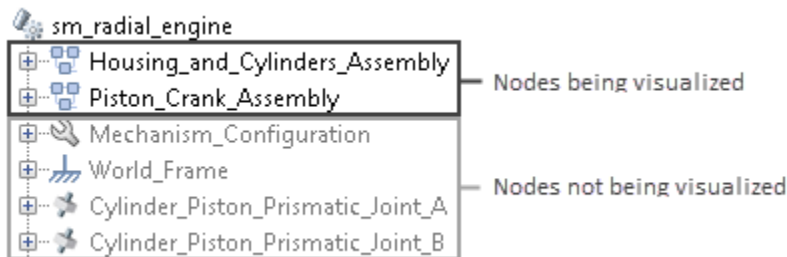 sm_radial_engine
Housing_and_Cylinders_Assembly
Piston_Crank_Assembly
Nodes being visualized
Mechanism_Configuration
World_Frame
Cylinder_Piston_Prismatic_Joint_A
Nodes not being visualized
Cylinder_Piston_Prismatic_Joint_B